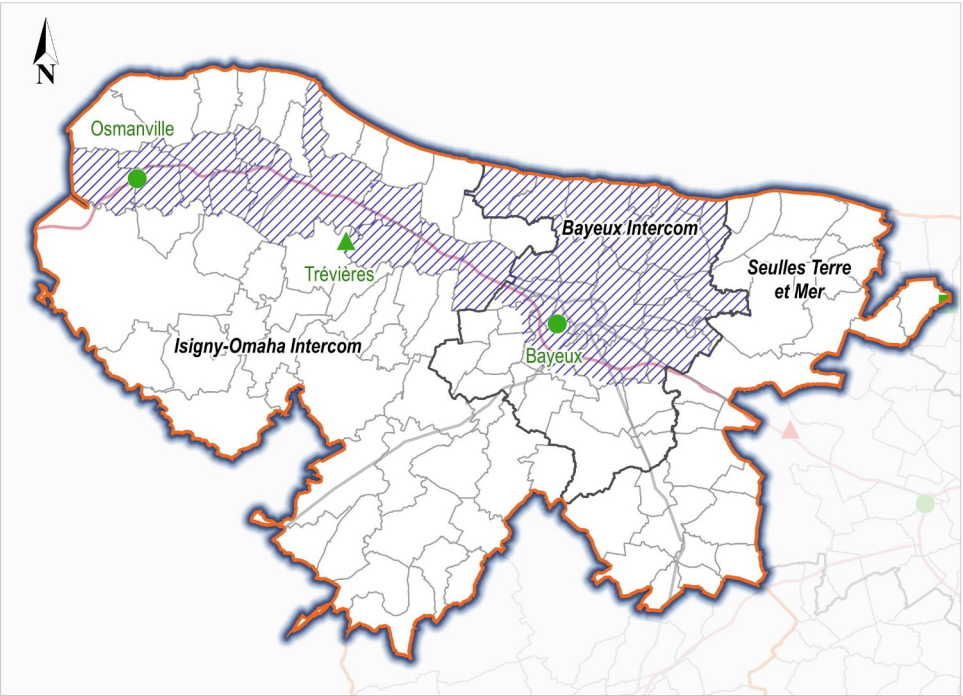 N
Osmanville
Bayeux Intercom
Trévières
Seulles Terre
et Mer
Isigny-Omaha Intercom
Bayeux